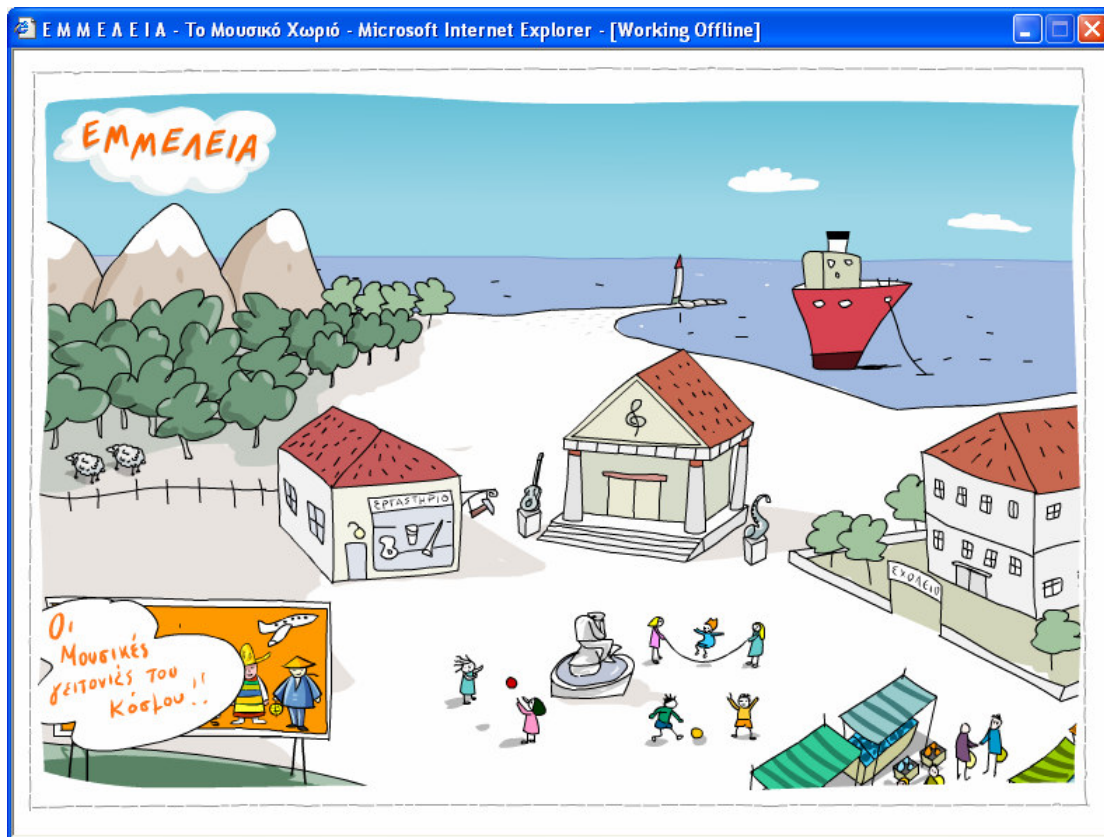 Ε Μ Μ Ε Λ Ε Ι Α - Το Μουσικό Χωριό - Microsoft Internet Explorer - [Working Offline]
ΕΜΜΕΛΕΙΑ
ΕΡΓΑΣΤΗΡΙΟ
ΣΧΟΛΕΙΟ
Οι
Μουσικές
γειτονιές του
Κόσμου!!